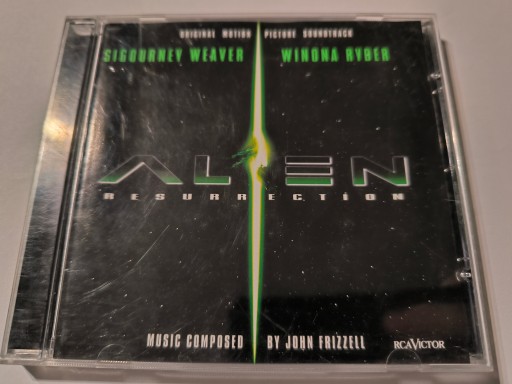 ORIGINAL MOTION PICTURE SOUNDTRACK
SIGOURNEY WEAVER WINONA RYDER
ALIEN
RESURRECTION
MUSIC COMPOSED BY JOHN FRIZZELL
RCA VICTOR